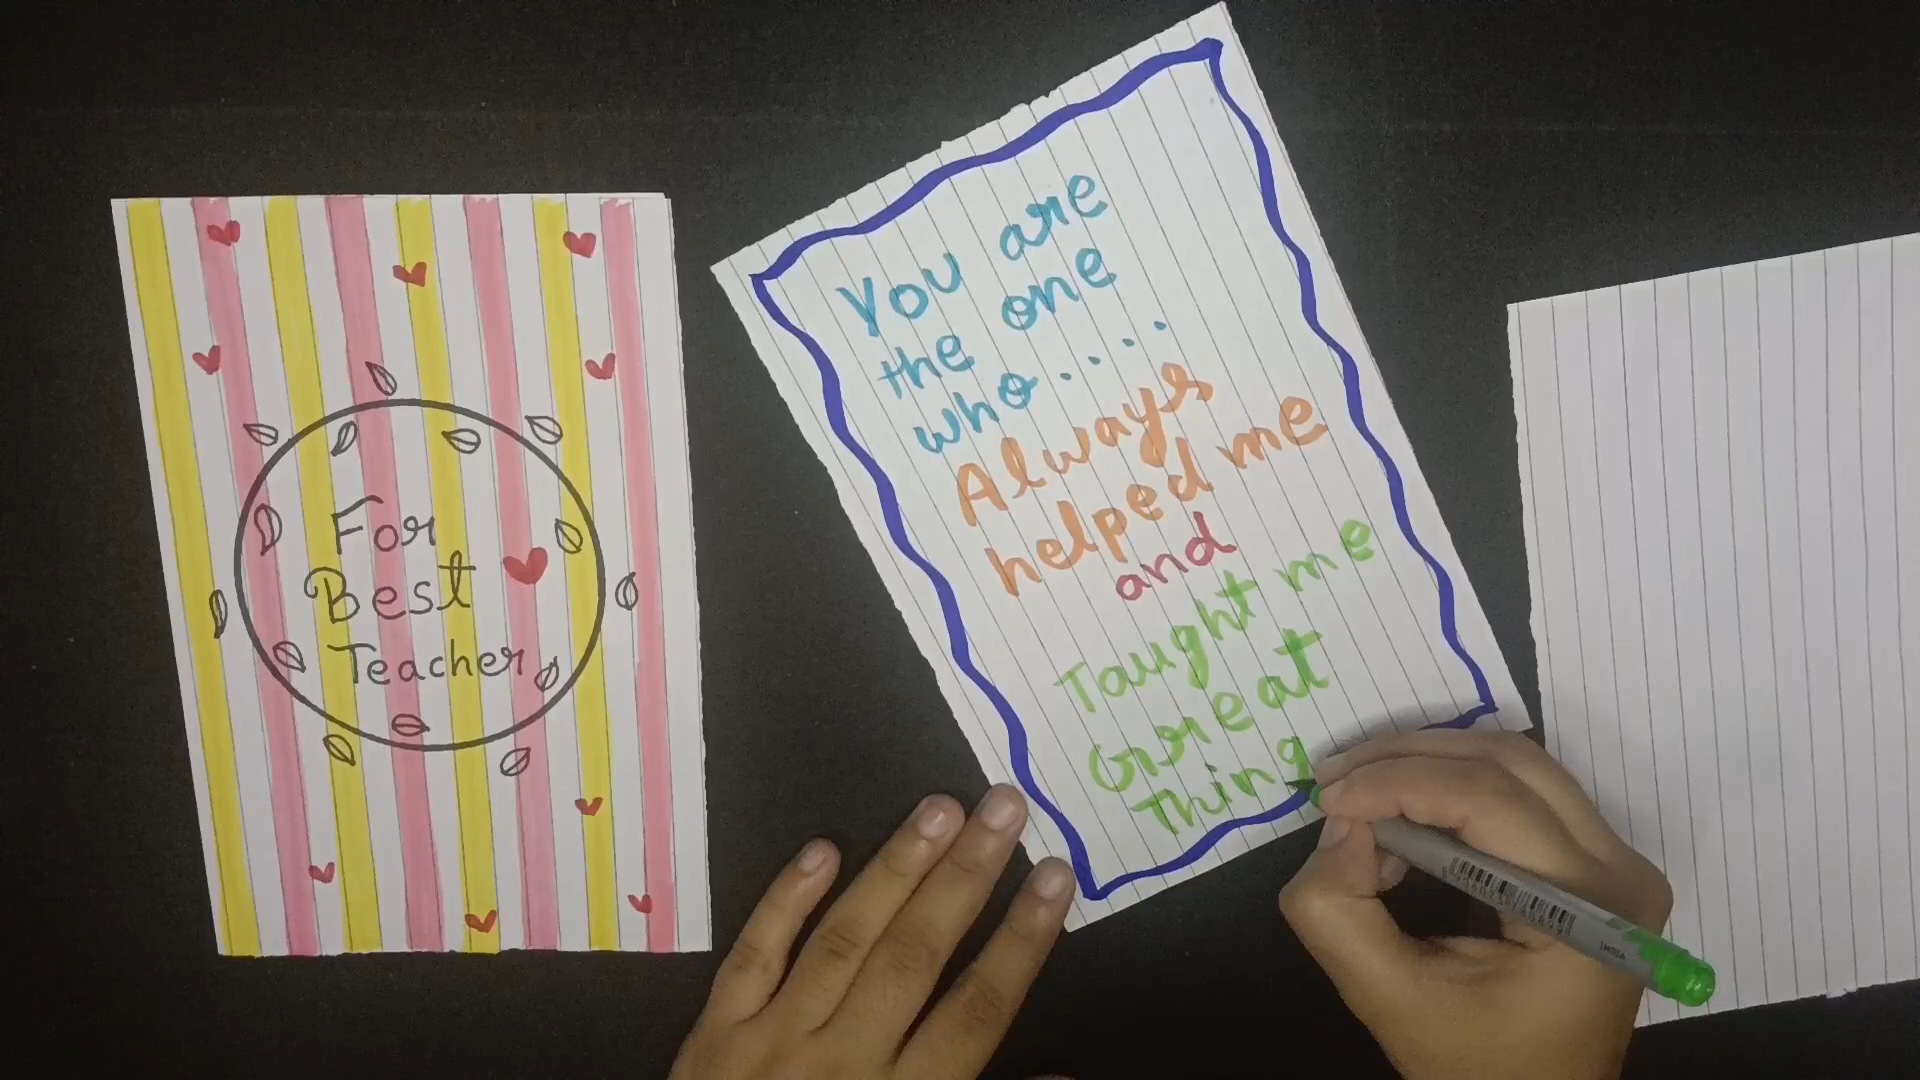 For
Best
Teacher
You are
the one
who....
Always
helped me
and
Taught me
Great
Thing